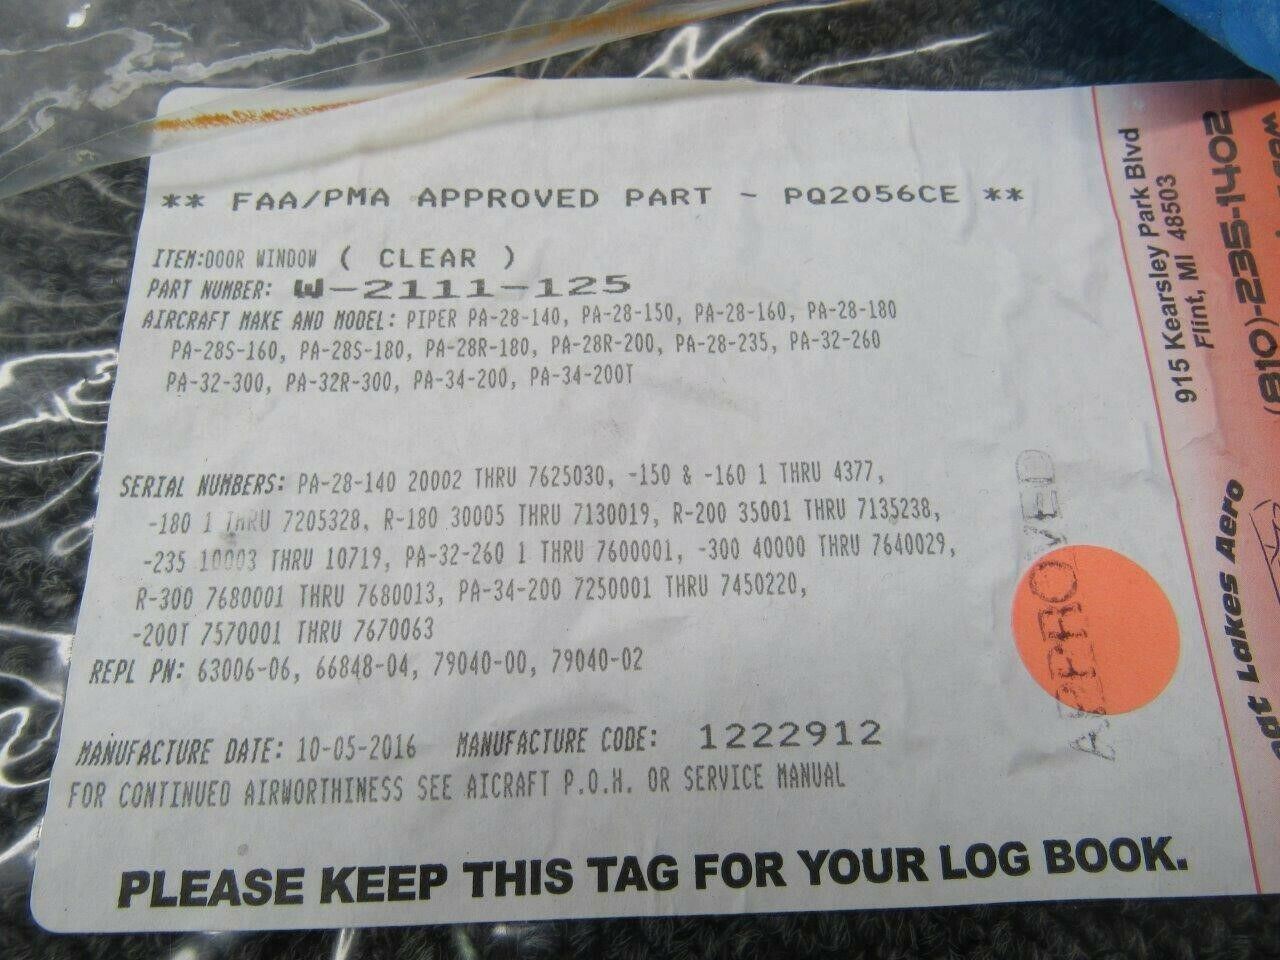 ** FAA/PMA APPROVED PART - PQ2056CE **
ITEM:DOOR WINDOW ( CLEAR )
PART NUMBER: W-2111-125
AIRCRAFT MAKE AND MODEL: PIPER PA-28-140, PA-28-150, PA-28-160, PA-28-180
PA-28S-160, PA-28S-180, PA-28R-180, PA-28R-200, PA-28-235, PA-32-260
PA-32-300, PA-32R-300, PA-34-200, PA-34-200T
SERIAL NUMBERS: PA-28-140 20002 THRU 7625030, -150 & -160 1 THRU 4377,
-180 1 THRU 7205328, R-180 30005 THRU 7130019, R-200 35001 THRU 7135238,
-235 10003 THRU 10719, PA-32-260 1 THRU 7600001, -300 40000 THRU 7640029,
R-300 7680001 THRU 7680013, PA-34-200 7250001 THRU 7450220,
-200T 7570001 THRU 7670063
REPL PN: 63006-06, 66848-04, 79040-00, 79040-02
MANUFACTURE DATE: 10-05-2016 MANUFACTURE CODE: 1222912
FOR CONTINUED AIRWORTHINESS SEE AICRAFT P.O.H. OR SERVICE MANUAL
PLEASE KEEP THIS TAG FOR YOUR LOG BOOK.
APPROVED
915 Kearsley Park Blvd
Flint, MI 48503
(810)-235-1402
Lakes Aero